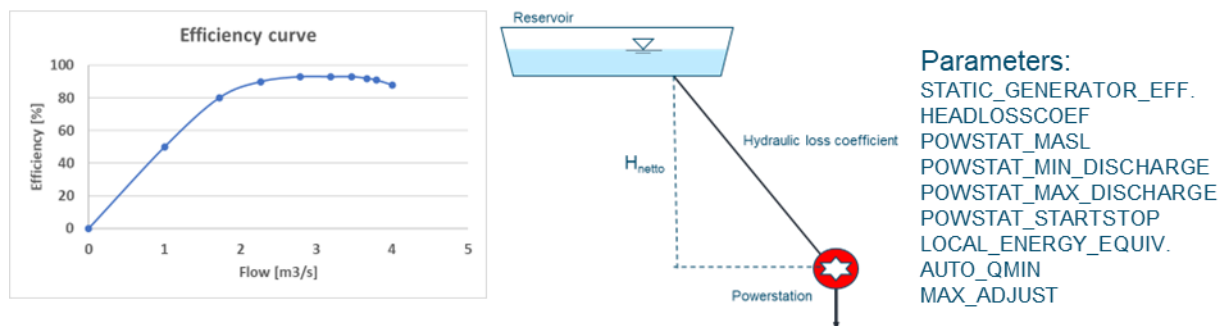 Efficiency curve
Efficiency [%]
100
80
60
40
20
0
0 1 2 3 4 5
Flow [m3/s]
Reservoir
Hydraulic loss coefficient
Hnetto
Powerstation
Parameters:
STATIC_GENERATOR_EFF.
HEADLOSSCOEF
POWSTAT_MASL
POWSTAT_MIN_DISCHARGE
POWSTAT_MAX_DISCHARGE
POWSTAT_STARTSTOP
LOCAL_ENERGY_EQUIV.
AUTO_QMIN
MAX_ADJUST